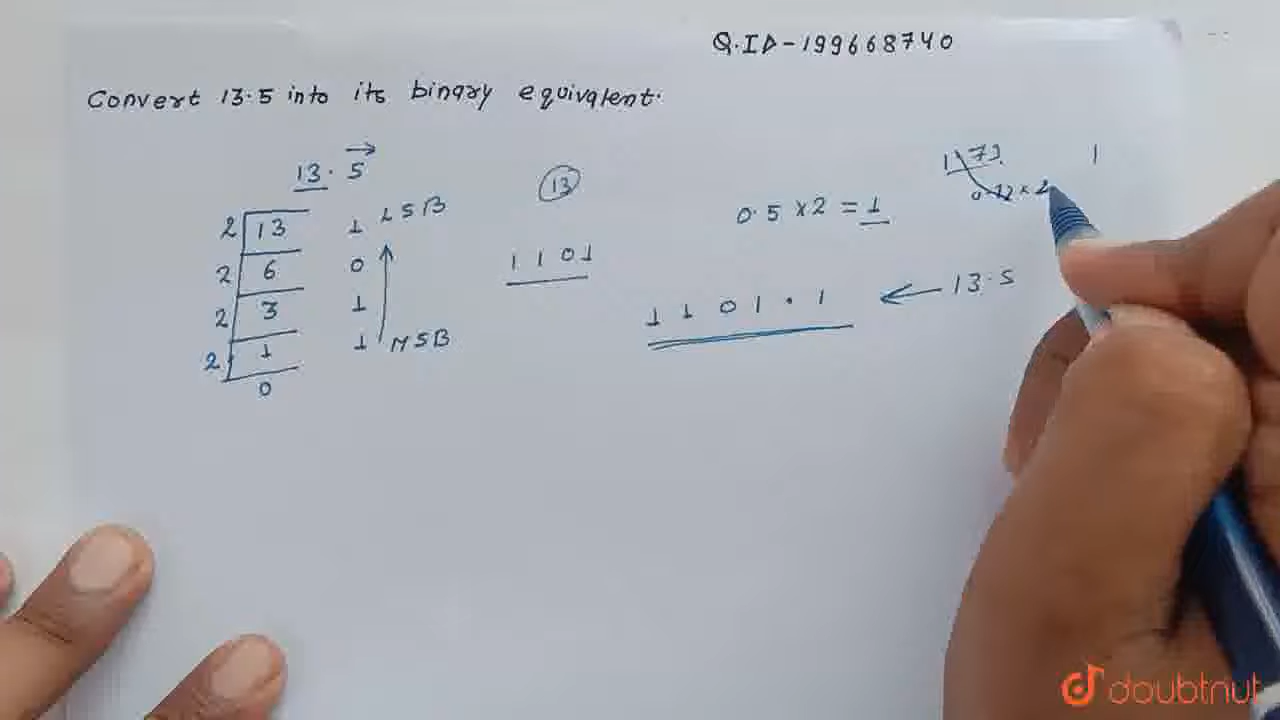 Q.ID-199668740
Convert 13.5 into its binary equivalent.
13.5
2 13 1 LSB
2 6 0
2 3 1
2 1 1 MSB
0
13
1101
0.5 × 2 = 1
1101.1 ← 13.5
1
× 2
doubtnut